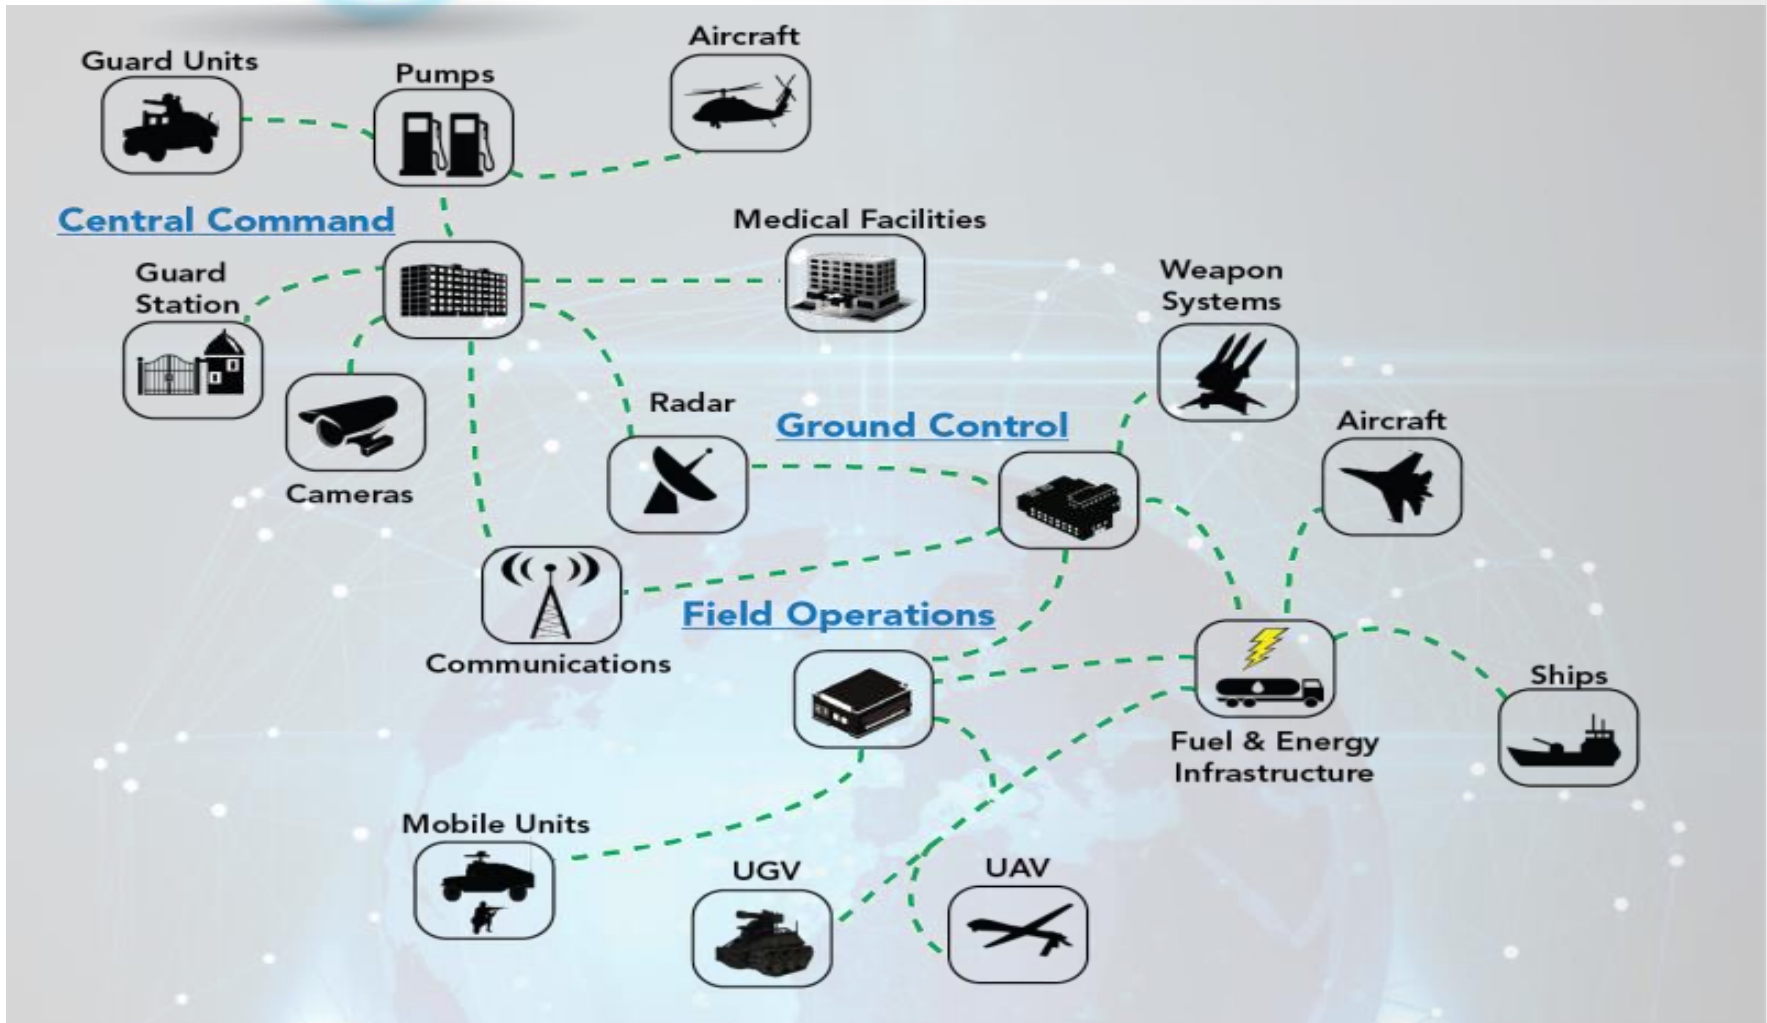 Guard Units
Pumps
Aircraft
Central Command
Medical Facilities
Guard
Station
Weapon
Systems
Radar
Ground Control
Aircraft
Cameras
Field Operations
Communications
Ships
Fuel & Energy
Infrastructure
Mobile Units
UGV
UAV